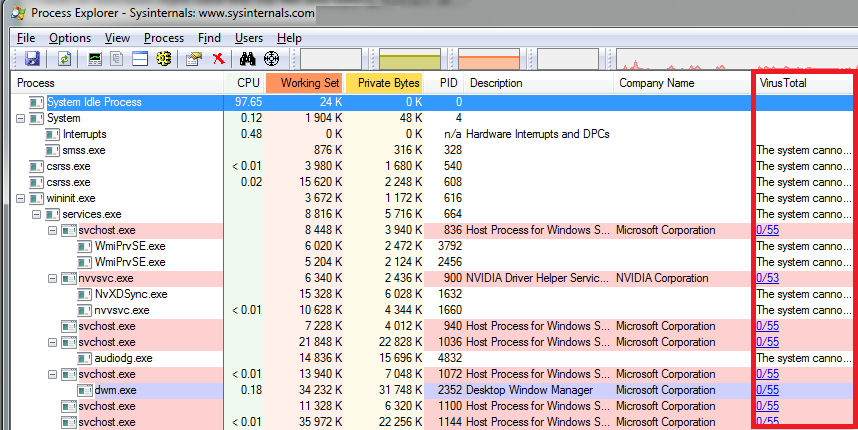 Process Explorer - Sysinternals: www.sysinternals.com
File Options View Process Find Users Help
Process CPU Working Set Private Bytes PID Description Company Name VirusTotal
System Idle Process 97.65 24 K 0 K 0
System 0.12 1 904 K 48 K 4
Interrupts 0.48 0 K 0 K n/a Hardware Interrupts and DPCs
smss.exe 876 K 316 K 328 The system canno...
csrss.exe < 0.01 3 980 K 1 680 K 540 The system canno...
csrss.exe 0.02 15 620 K 2 248 K 608 The system canno...
wininit.exe 3 672 K 1 172 K 616 The system canno...
services.exe 8 816 K 5 716 K 664 The system canno...
svchost.exe 8 448 K 3 940 K 836 Host Process for Windows S... Microsoft Corporation 0/55
WmiPrvSE.exe 6 020 K 2 472 K 3792 The system canno...
WmiPrvSE.exe 5 204 K 2 124 K 2456 The system canno...
nvvsvc.exe 6 340 K 2 436 K 900 NVIDIA Driver Helper Servic... NVIDIA Corporation 0/53
NvXDSync.exe 15 328 K 6 028 K 1632 The system canno...
nvvsvc.exe < 0.01 10 628 K 4 344 K 1660 The system canno...
svchost.exe 7 228 K 4 012 K 940 Host Process for Windows S... Microsoft Corporation 0/55
svchost.exe 21 848 K 22 828 K 1036 Host Process for Windows S... Microsoft Corporation 0/55
audiodg.exe 14 836 K 15 696 K 4832 The system canno...
svchost.exe < 0.01 13 940 K 7 048 K 1072 Host Process for Windows S... Microsoft Corporation 0/55
dwm.exe 0.18 34 232 K 31 748 K 2352 Desktop Window Manager Microsoft Corporation 0/55
svchost.exe 11 328 K 6 320 K 1100 Host Process for Windows S... Microsoft Corporation 0/55
svchost.exe < 0.01 35 972 K 22 256 K 1144 Host Process for Windows S... Microsoft Corporation 0/55